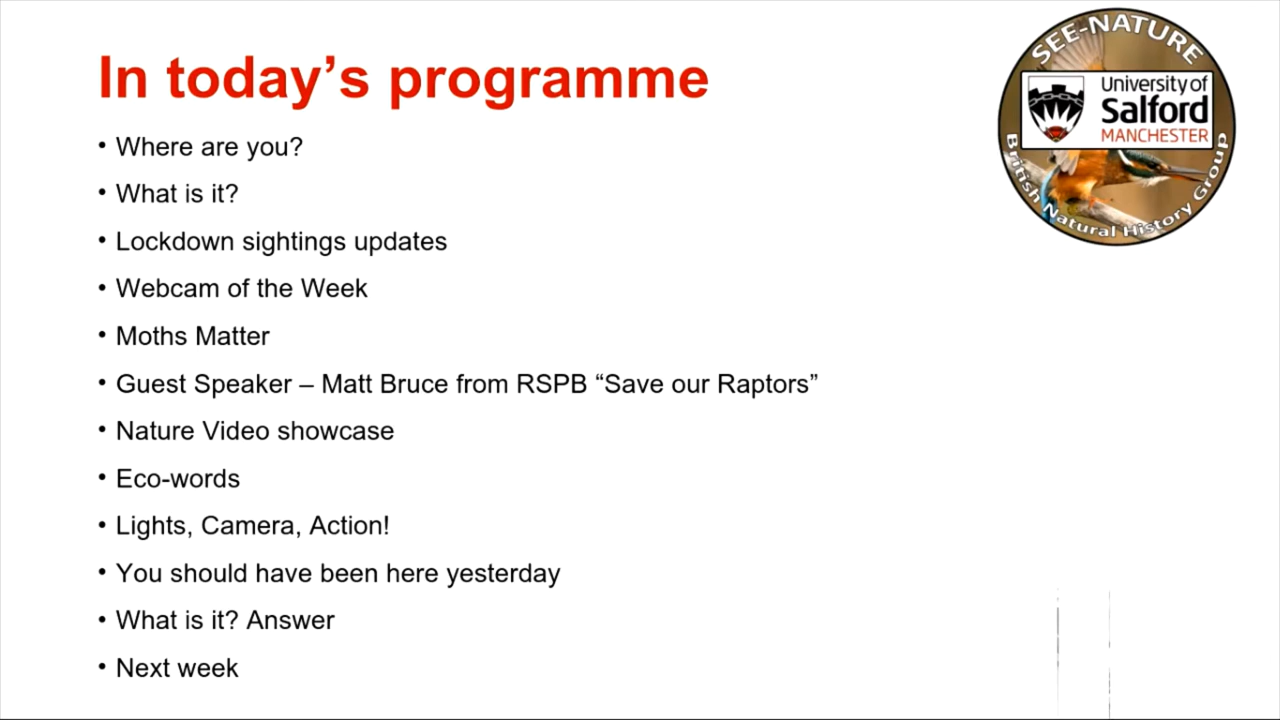 In today’s programme
• Where are you?
• What is it?
• Lockdown sightings updates
• Webcam of the Week
• Moths Matter
• Guest Speaker – Matt Bruce from RSPB “Save our Raptors”
• Nature Video showcase
• Eco-words
• Lights, Camera, Action!
• You should have been here yesterday
• What is it? Answer
• Next week
SEE-NATURE
University of
Salford
MANCHESTER
British Natural History Group